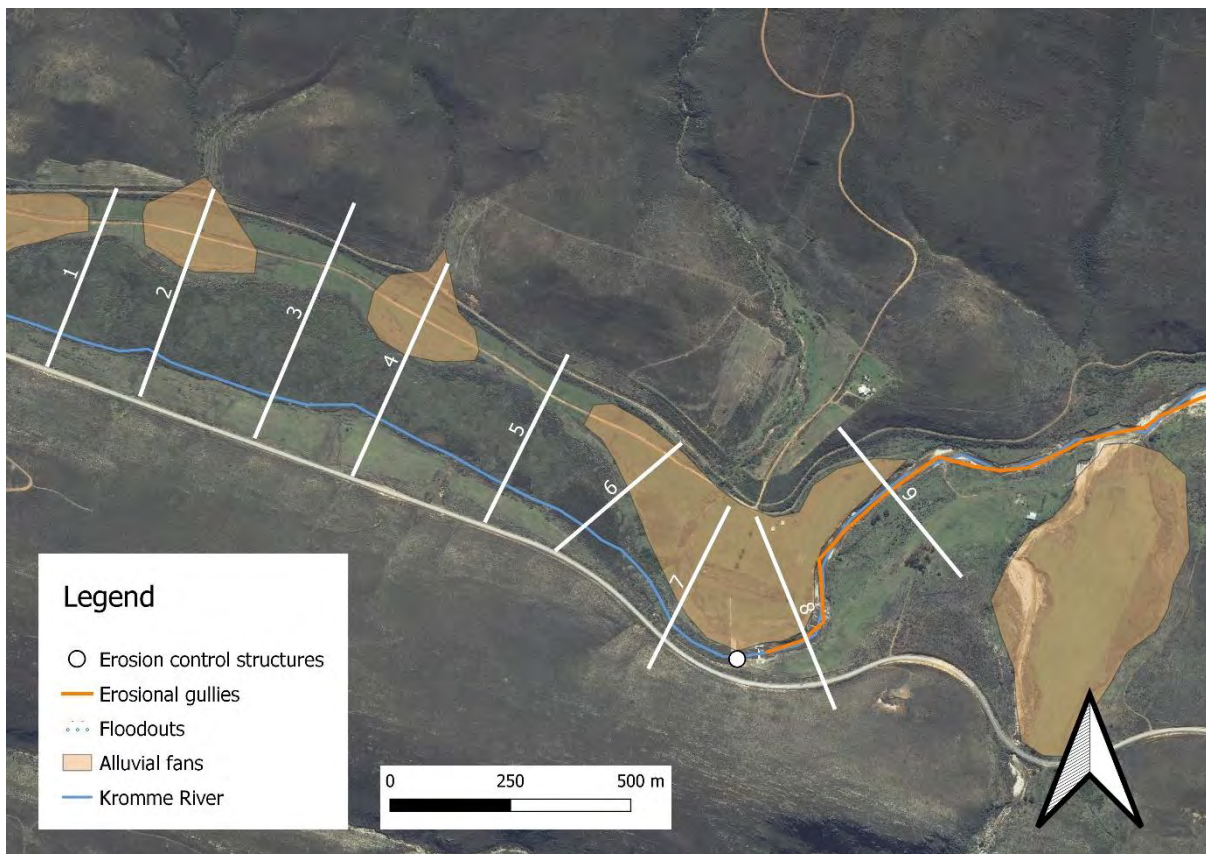 1
2
3
4
5
6
7
8
9
Legend
Erosion control structures
Erosional gullies
Floodouts
Alluvial fans
Kromme River
0 250 500 m